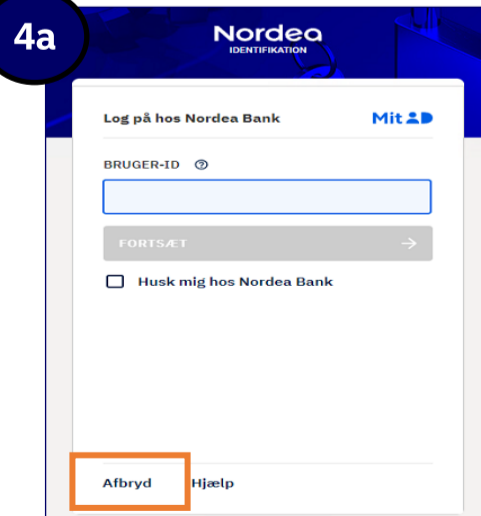 4a
Nordea
IDENTIFIKATION
Log på hos Nordea Bank
Mit ID
BRUGER-ID
FORTSÆT
Husk mig hos Nordea Bank
Afbryd
Hjælp